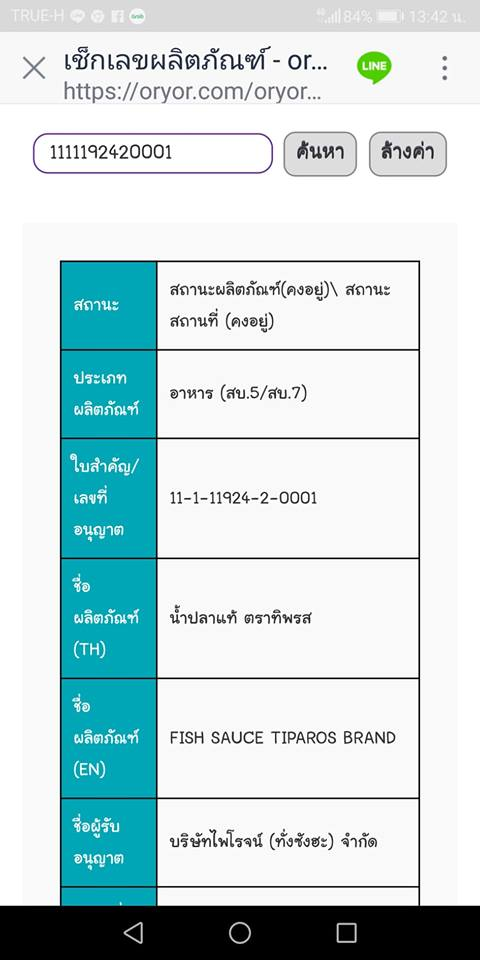 TRUE-H
84%
13:42 น.
เช็กเลขผลิตภัณฑ์ - or...
https://oryor.com/oryor...
LINE
1111192420001
ค้นหา
ล้างค่า
สถานะ
สถานะผลิตภัณฑ์(คงอยู่)\ สถานะ
สถานที่ (คงอยู่)
ประเภท
ผลิตภัณฑ์
อาหาร (สบ.5/สบ.7)
ใบสำคัญ/
เลขที่
อนุญาต
11-1-11924-2-0001
ชื่อ
ผลิตภัณฑ์
(TH)
น้ำปลาแท้ ตราทิพรส
ชื่อ
ผลิตภัณฑ์
(EN)
FISH SAUCE TIPAROS BRAND
ชื่อผู้รับ
อนุญาต
บริษัทไพโรจน์ (ทั่งซังฮะ) จำกัด